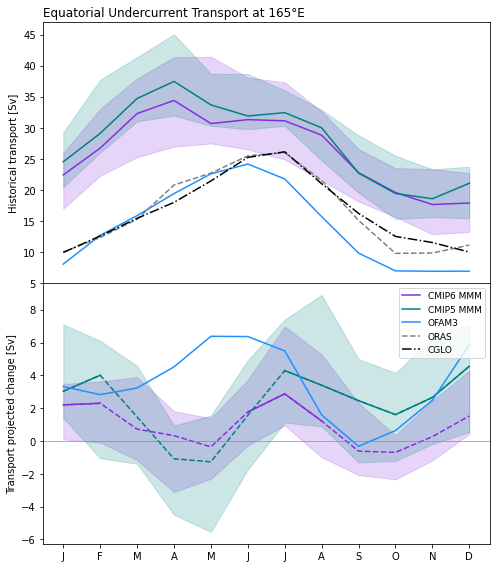 Equatorial Undercurrent Transport at 165°E
Historical transport [Sv]
45
40
35
30
25
20
15
10
5
Transport projected change [Sv]
8
6
4
2
0
−2
−4
−6
CMIP6 MMM
CMIP5 MMM
OFAM3
ORAS
CGLO
J F M A M J J A S O N D